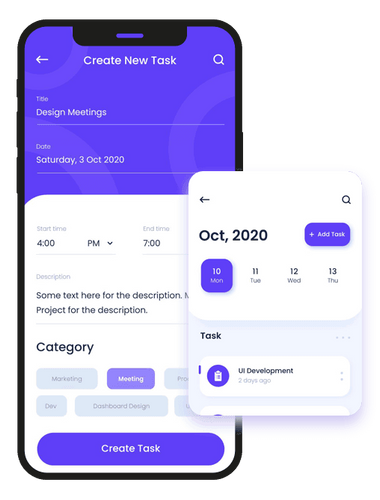 Create New Task
Title
Design Meetings
Date
Saturday, 3 Oct 2020
Start time
End time
4:00
PM
7:00
Description
Some text here for the description.
Project for the description.
Category
Marketing
Meeting
Dev
Dashboard Design
Create Task
Oct, 2020
+ Add Task
10
11
12
13
Mon
Tue
Wed
Thu
Task
UI Development
2 days ago